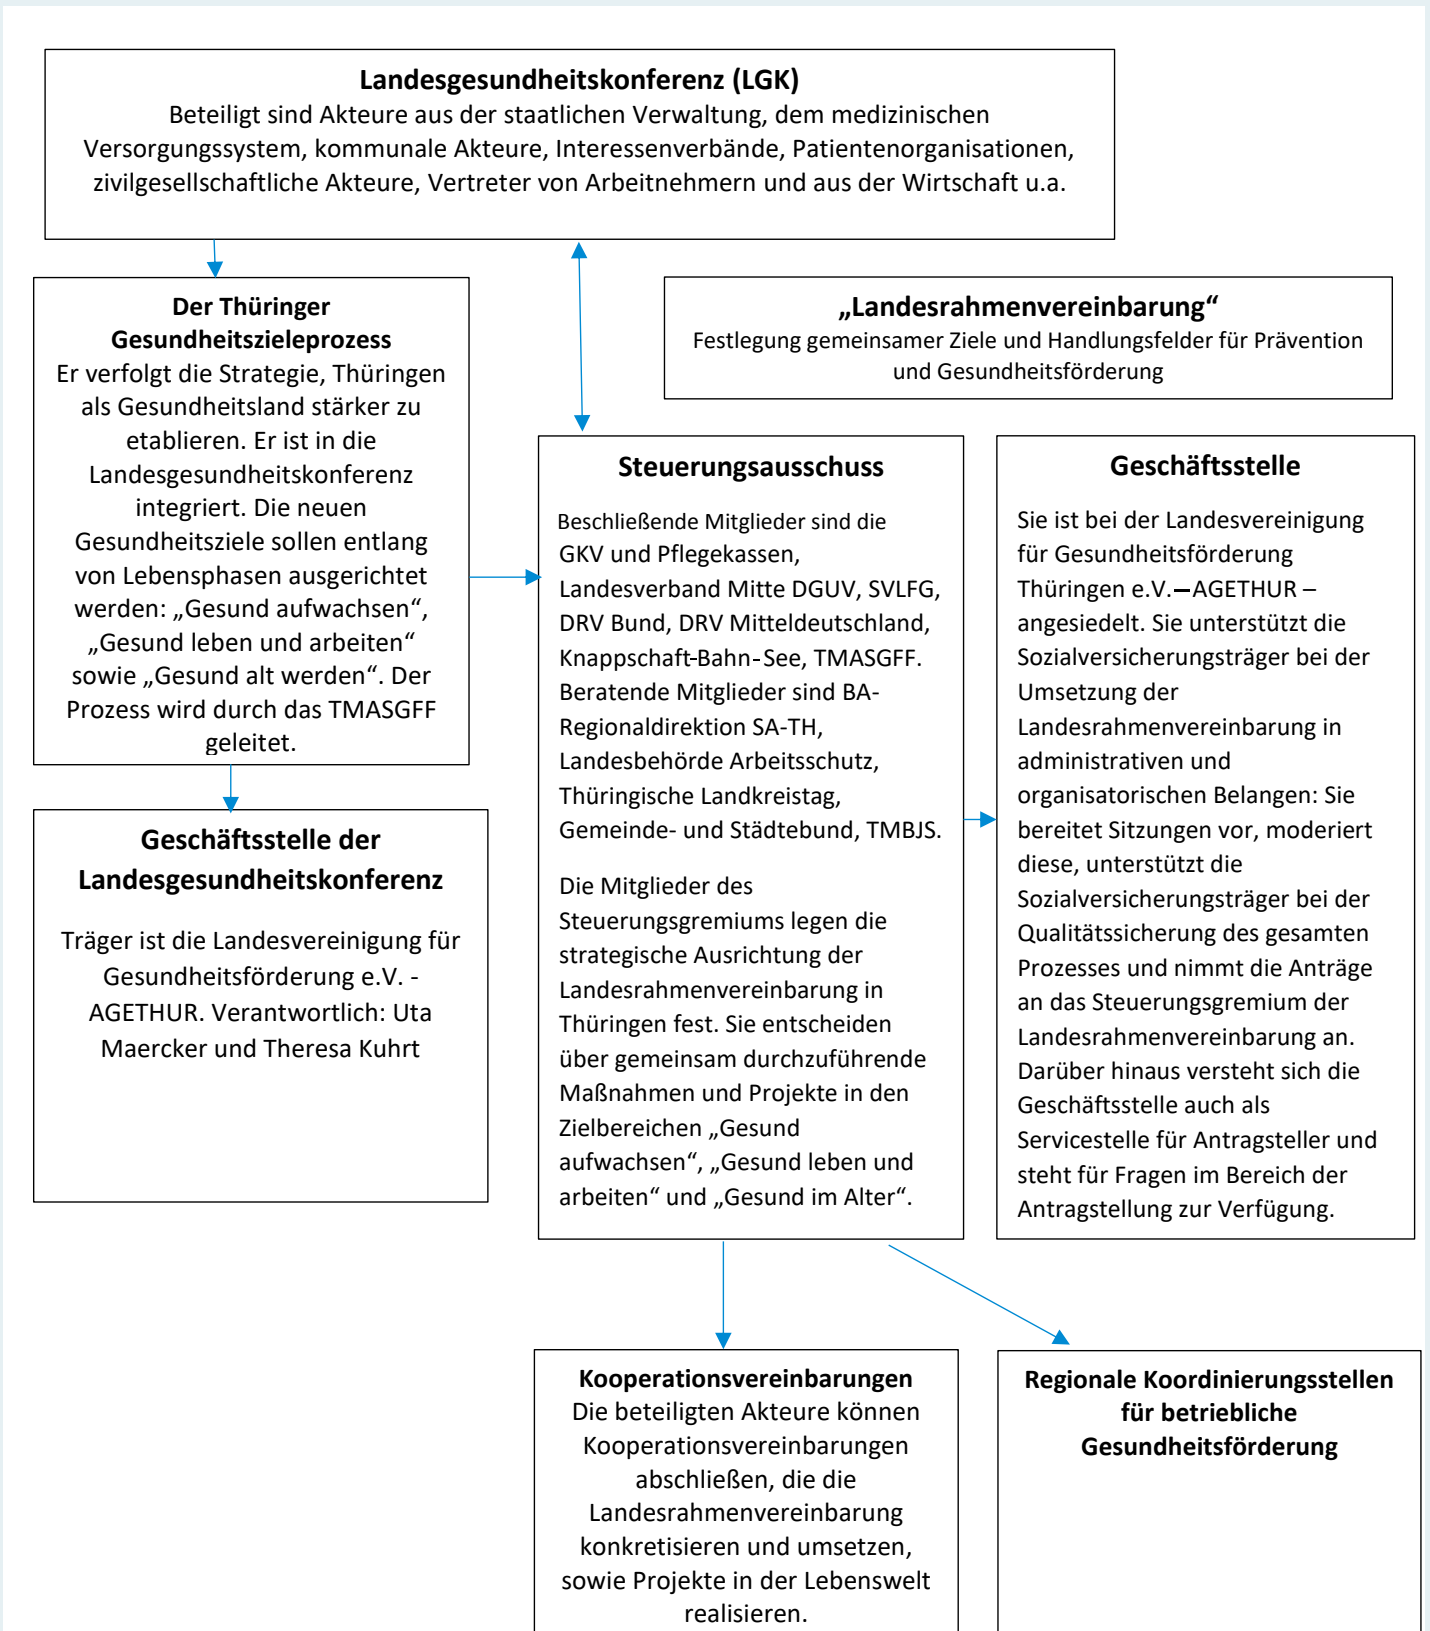 Landesgesundheitskonferenz (LGK)
Beteiligt sind Akteure aus der staatlichen Verwaltung, dem medizinischen
Versorgungssystem, kommunale Akteure, Interessenverbände, Patientenorganisationen,
zivilgesellschaftliche Akteure, Vertreter von Arbeitnehmern und aus der Wirtschaft u.a.
Der Thüringer
Gesundheitszieleprozess
Er verfolgt die Strategie, Thüringen
als Gesundheitsland stärker zu
etablieren. Er ist in die
Landesgesundheitskonferenz
integriert. Die neuen
Gesundheitsziele sollen entlang
von Lebensphasen ausgerichtet
werden: „Gesund aufwachsen“,
„Gesund leben und arbeiten“
sowie „Gesund alt werden“. Der
Prozess wird durch das TMASGFF
geleitet.
„Landesrahmenvereinbarung“
Festlegung gemeinsamer Ziele und Handlungsfelder für Prävention
und Gesundheitsförderung
Geschäftsstelle der
Landesgesundheitskonferenz
Träger ist die Landesvereinigung für
Gesundheitsförderung e.V. -
AGETHUR. Verantwortlich: Uta
Maercker und Theresa Kuhrt
Steuerungsausschuss
Beschließende Mitglieder sind die
GKV und Pflegekassen,
Landesverband Mitte DGUV, SVLFG,
DRV Bund, DRV Mitteldeutschland,
Knappschaft-Bahn-See, TMASGFF.
Beratende Mitglieder sind BA-
Regionaldirektion SA-TH,
Landesbehörde Arbeitsschutz,
Thüringische Landkreistag,
Gemeinde- und Städtebund, TMBJS.
Die Mitglieder des
Steuerungsgremiums legen die
strategische Ausrichtung der
Landesrahmenvereinbarung in
Thüringen fest. Sie entscheiden
über gemeinsam durchzuführende
Maßnahmen und Projekte in den
Zielbereichen „Gesund
aufwachsen“, „Gesund leben und
arbeiten“ und „Gesund im Alter“.
Geschäftsstelle
Sie ist bei der Landesvereinigung
für Gesundheitsförderung
Thüringen e.V.—AGETHUR –
angesiedelt. Sie unterstützt die
Sozialversicherungsträger bei der
Umsetzung der
Landesrahmenvereinbarung in
administrativen und
organisatorischen Belangen: Sie
bereitet Sitzungen vor, moderiert
diese, unterstützt die
Sozialversicherungsträger bei der
Qualitätssicherung des gesamten
Prozesses und nimmt die Anträge
an das Steuerungsgremium der
Landesrahmenvereinbarung an.
Darüber hinaus versteht sich die
Geschäftsstelle auch als
Servicestelle für Antragsteller und
steht für Fragen im Bereich der
Antragstellung zur Verfügung.
Kooperationsvereinbarungen
Die beteiligten Akteure können
Kooperationsvereinbarungen
abschließen, die die
Landesrahmenvereinbarung
konkretisieren und umsetzen,
sowie Projekte in der Lebenswelt
realisieren.
Regionale Koordinierungsstellen
für betriebliche
Gesundheitsförderung